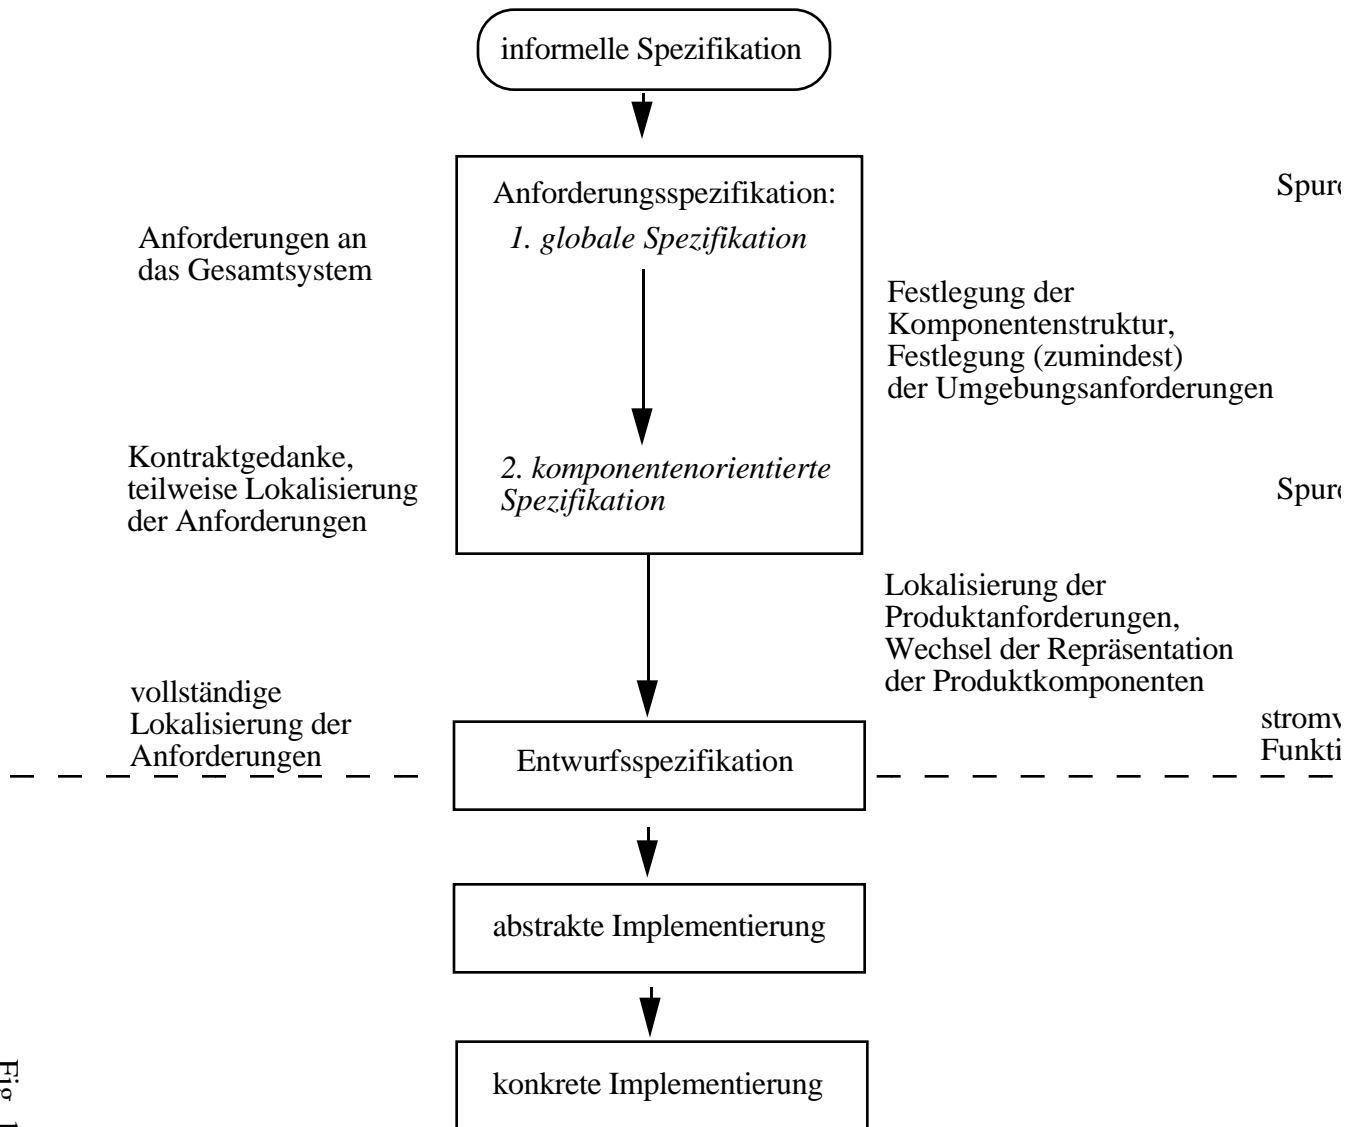 informelle Spezifikation
Anforderungsspezifikation:
1. globale Spezifikation
Anforderungen an
das Gesamtsystem
Festlegung der
Komponentenstruktur,
Festlegung (zumindest)
der Umgebungsanforderungen
Kontraktgedanke,
teilweise Lokalisierung
der Anforderungen
2. komponentenorientierte
Spezifikation
Lokalisierung der
Produktanforderungen,
Wechsel der Repräsentation
der Produktkomponenten
vollständige
Lokalisierung der
Anforderungen
Entwurfsspezifikation
abstrakte Implementierung
konkrete Implementierung